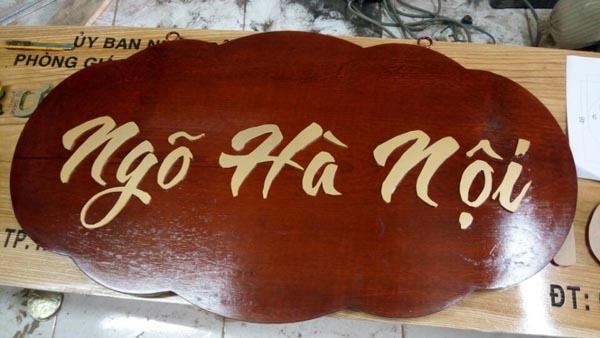 ỦY BAN
PHÒNG
Ngõ Hà Nội
TP.
ĐT: